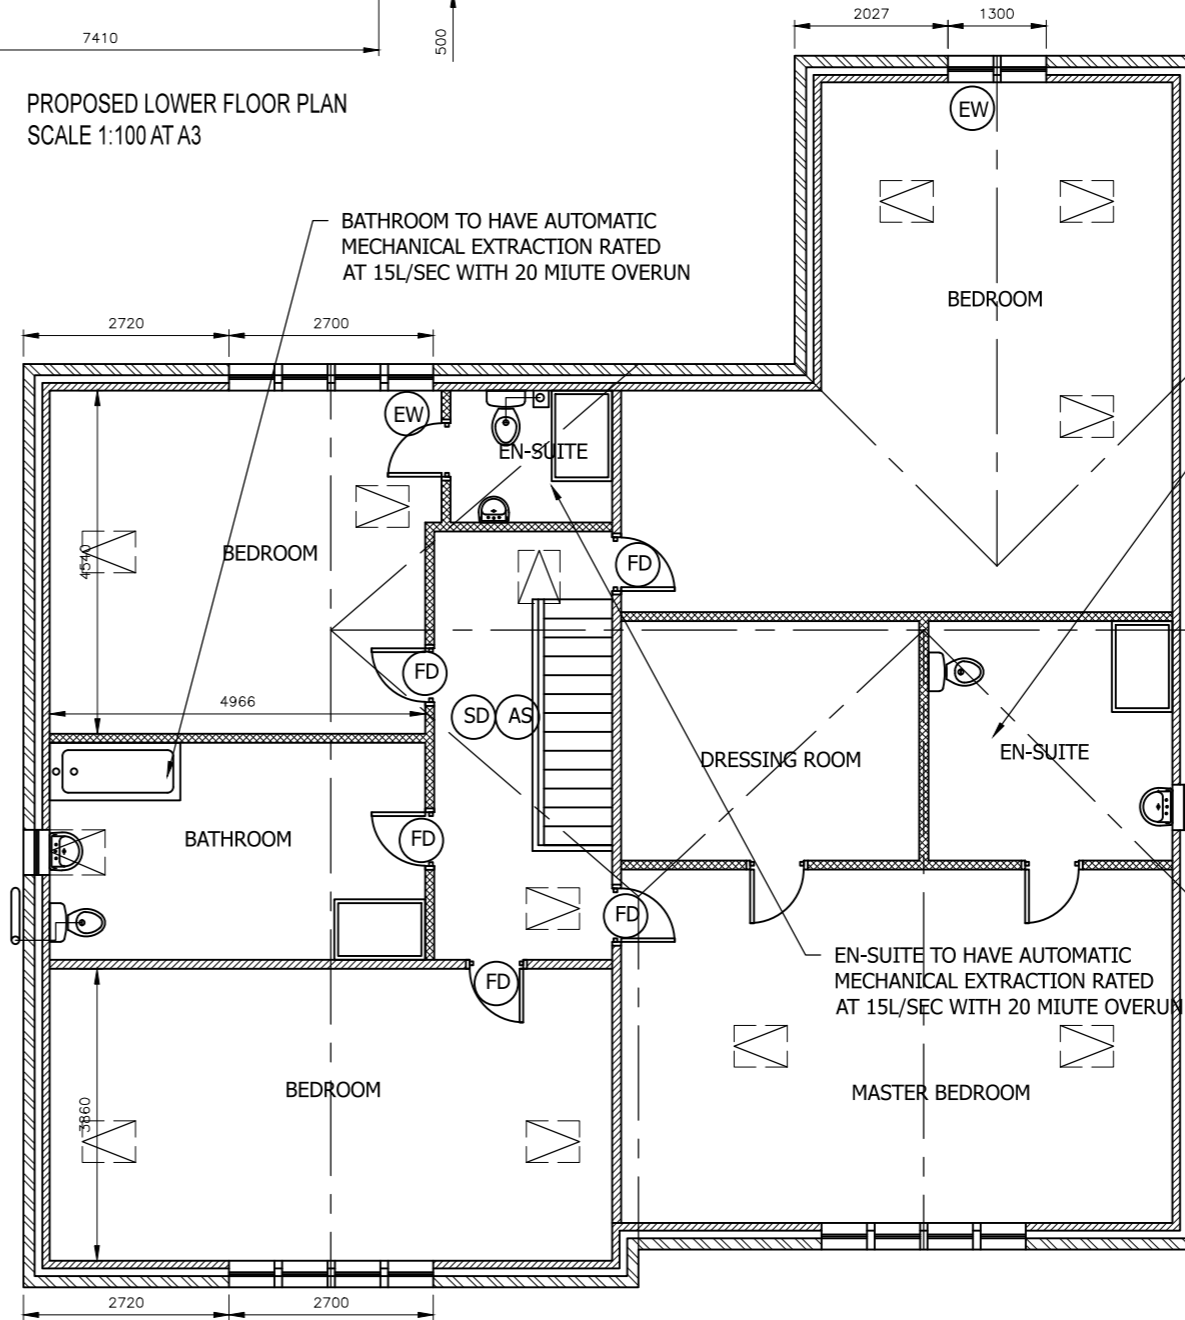 2027
1300
7410
500
PROPOSED LOWER FLOOR PLAN
SCALE 1:100 AT A3
EW
BATHROOM TO HAVE AUTOMATIC
MECHANICAL EXTRACTION RATED
AT 15L/SEC WITH 20 MIUTE OVERUN
BEDROOM
2720
2700
EW
EN-SUITE
BEDROOM
4540
FD
FD
4966
SD
AS
DRESSING ROOM
EN-SUITE
BATHROOM
FD
FD
EN-SUITE TO HAVE AUTOMATIC
MECHANICAL EXTRACTION RATED
AT 15L/SEC WITH 20 MIUTE OVERUN
FD
BEDROOM
MASTER BEDROOM
3860
2720
2700